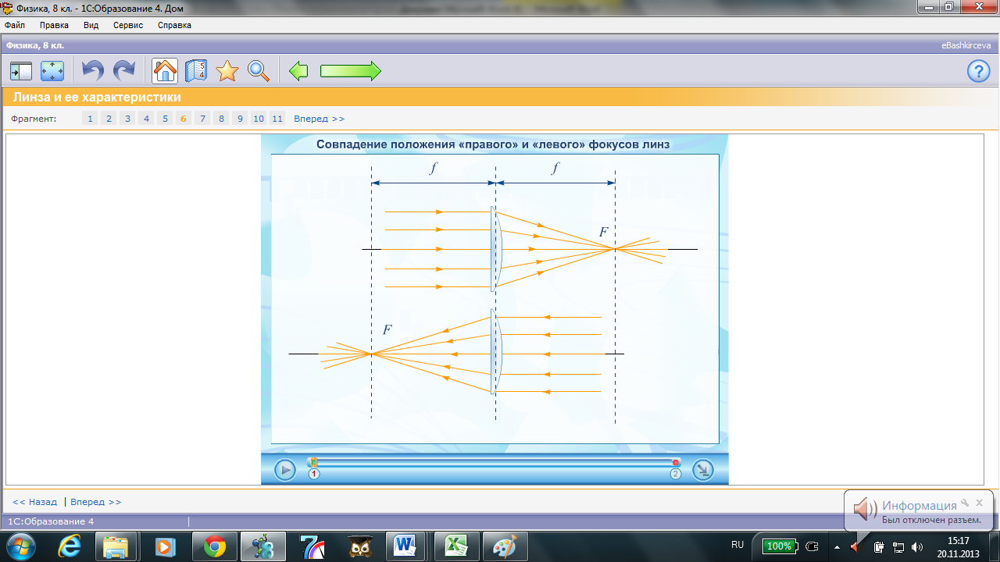 Физика, 8 кл. - 1С:Образование 4. Дом
Файл Правка Вид Сервис Справка
Физика, 8 кл. eBashkirceva
5
4
?
Линза и ее характеристики
Фрагмент: 1 2 3 4 5 6 7 8 9 10 11 Вперед >>
Совпадение положения «правого» и «левого» фокусов линз
f f
F
F
1 2
<< Назад | Вперед >>
Информация
Был отключен разъем.
1С:Образование 4
RU 100% 15:17
20.11.2013